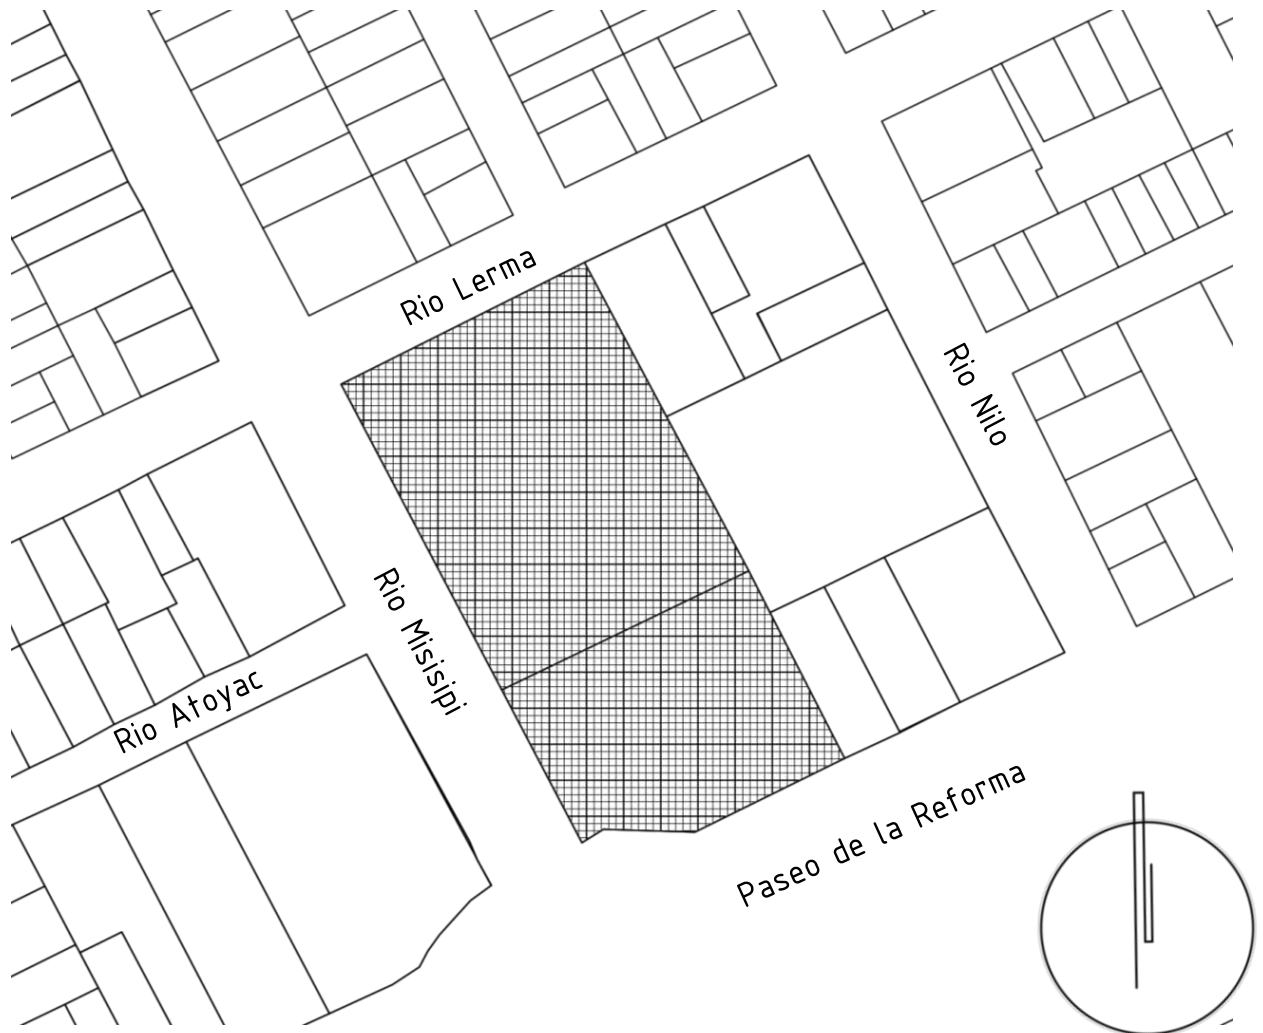 Rio Lerma
Rio Nilo
Rio Misisipi
Rio Atoyac
Paseo de la Reforma